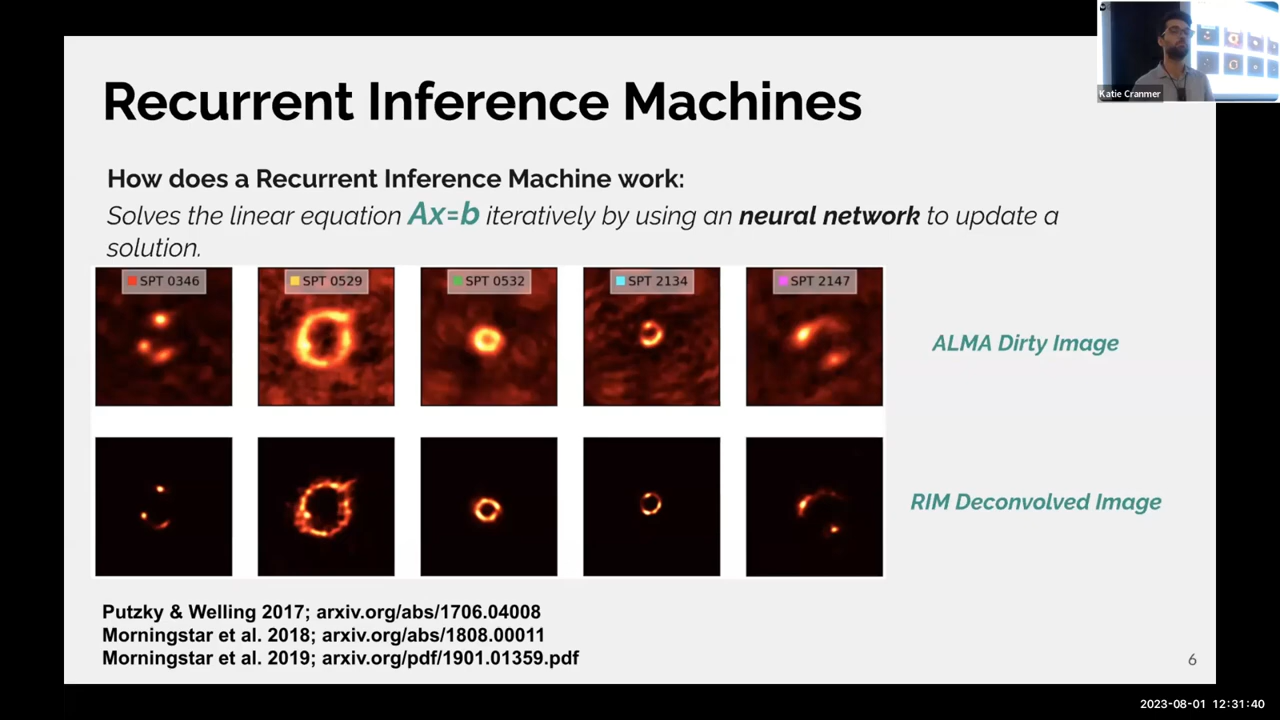 Katie Cranmer
Recurrent Inference Machines
How does a Recurrent Inference Machine work:
Solves the linear equation Ax=b iteratively by using an neural network to update a
solution.
SPT 0346
SPT 0529
SPT 0532
SPT 2134
SPT 2147
ALMA Dirty Image
RIM Deconvolved Image
Putzky & Welling 2017; arxiv.org/abs/1706.04008
Morningstar et al. 2018; arxiv.org/abs/1808.00011
Morningstar et al. 2019; arxiv.org/pdf/1901.01359.pdf
6
2023-08-01 12:31:40